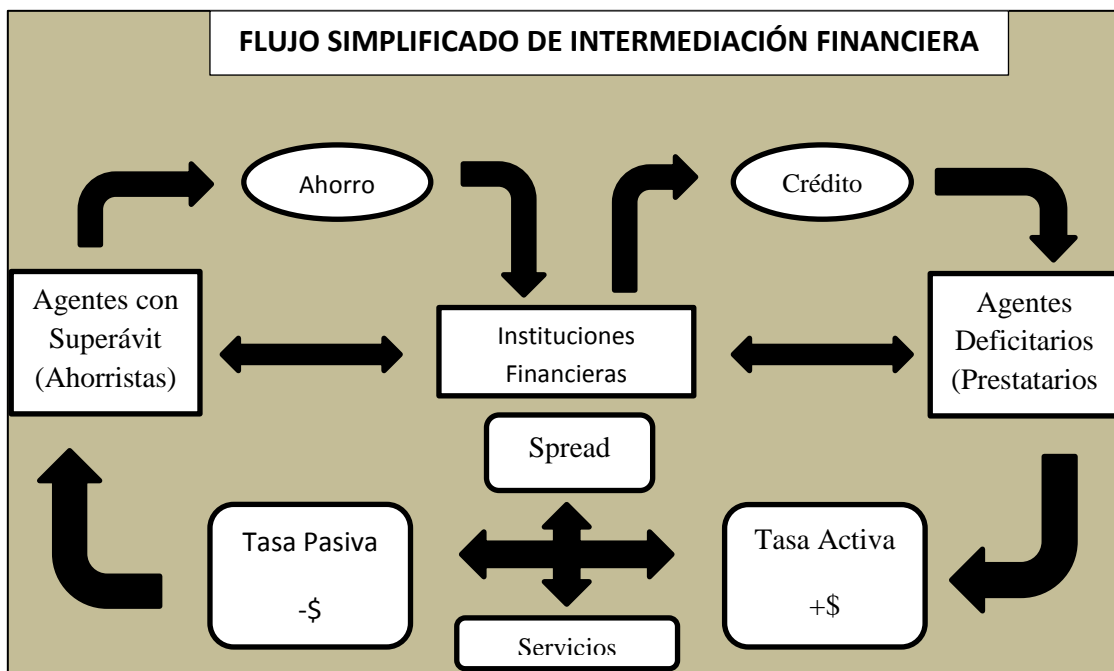 FLUJO SIMPLIFICADO DE INTERMEDIACIÓN FINANCIERA
Ahorro
Crédito
Agentes con
Superávit
(Ahorristas)
Instituciones
Financieras
Agentes
Deficitarios
(Prestatarios
Spread
Tasa Pasiva
-$
Tasa Activa
+$
Servicios